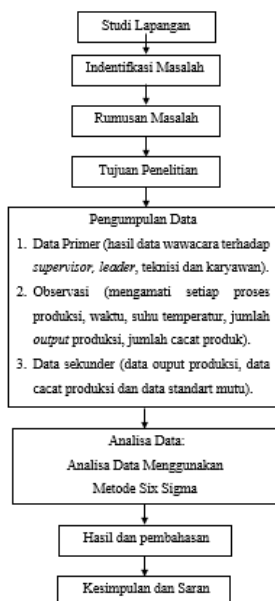 Studi Lapangan
Indentifkasi Masalah
Rumusan Masalah
Tujuan Penelitian
Pengumpulan Data
1. Data Primer (hasil data wawacara terhadap
supervisor, leader, teknisi dan karyawan).
2. Observasi (mengamati setiap proses
produksi, waktu, suhu temperatur, jumlah
output produksi, jumlah cacat produk).
3. Data sekunder (data ouput produksi, data
cacat produksi dan data standart mutu).
Analisa Data:
Analisa Data Menggunakan
Metode Six Sigma
Hasil dan pembahasan
Kesimpulan dan Saran